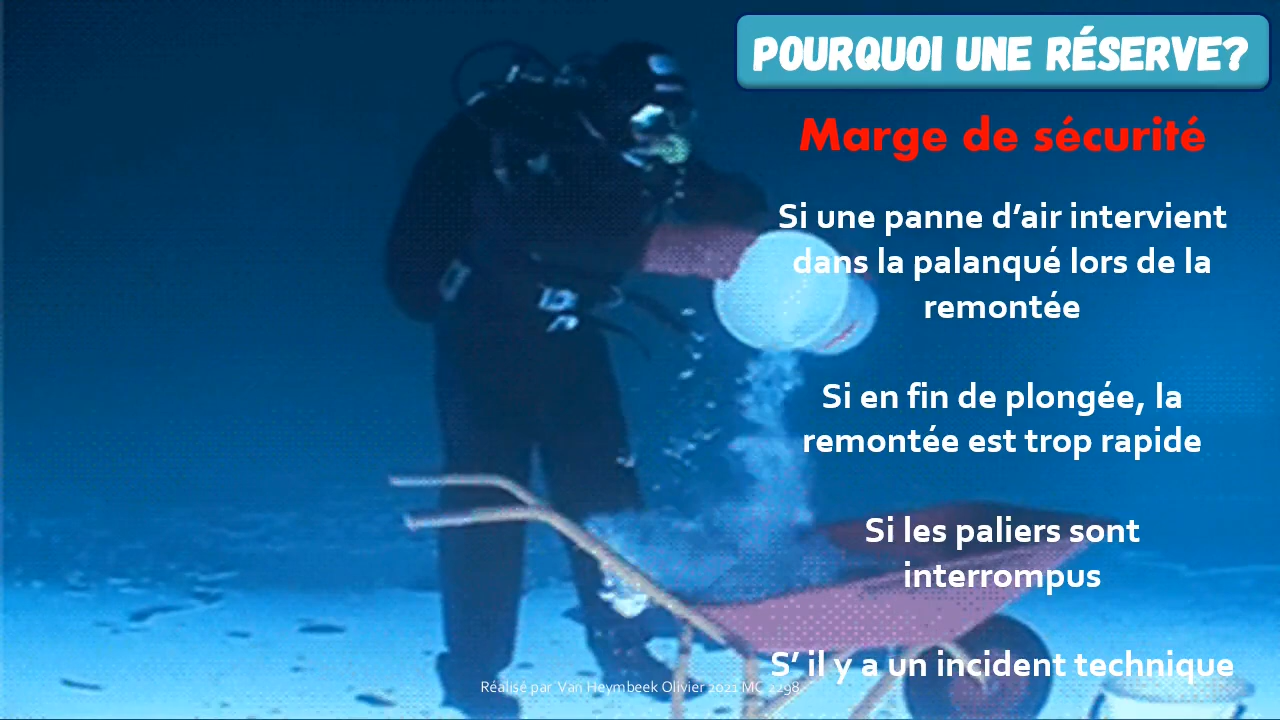 POURQUOI UNE RÉSERVE?
Marge de sécurité
Si une panne d’air intervient
dans la palanqué lors de la
remontée
Si en fin de plongée, la
remontée est trop rapide
Si les paliers sont
interrompus
S’ il y a un incident technique
Réalisé par Van Heymbeek Olivier 2021 MC 2298